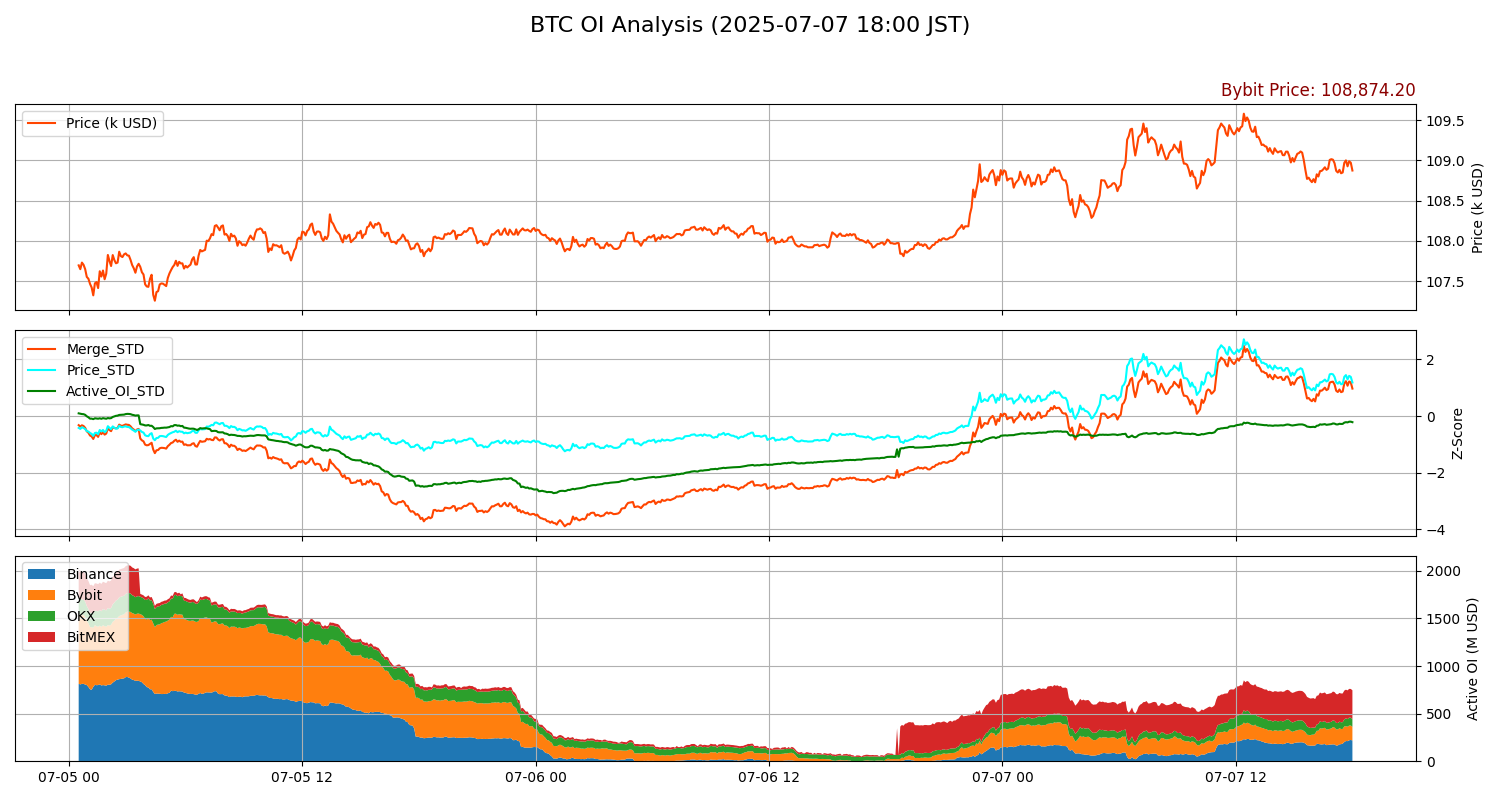 BTC OI Analysis (2025-07-07 18:00 JST)
Bybit Price: 108,874.20
Price (k USD)
109.5
109.0
108.5
108.0
107.5
Price (k USD)
Merge_STD
Price_STD
Active_OI_STD
2
0
−2
−4
Z-Score
Binance
Bybit
OKX
BitMEX
2000
1500
1000
500
0
Active OI (M USD)
07-05 00
07-05 12
07-06 00
07-06 12
07-07 00
07-07 12